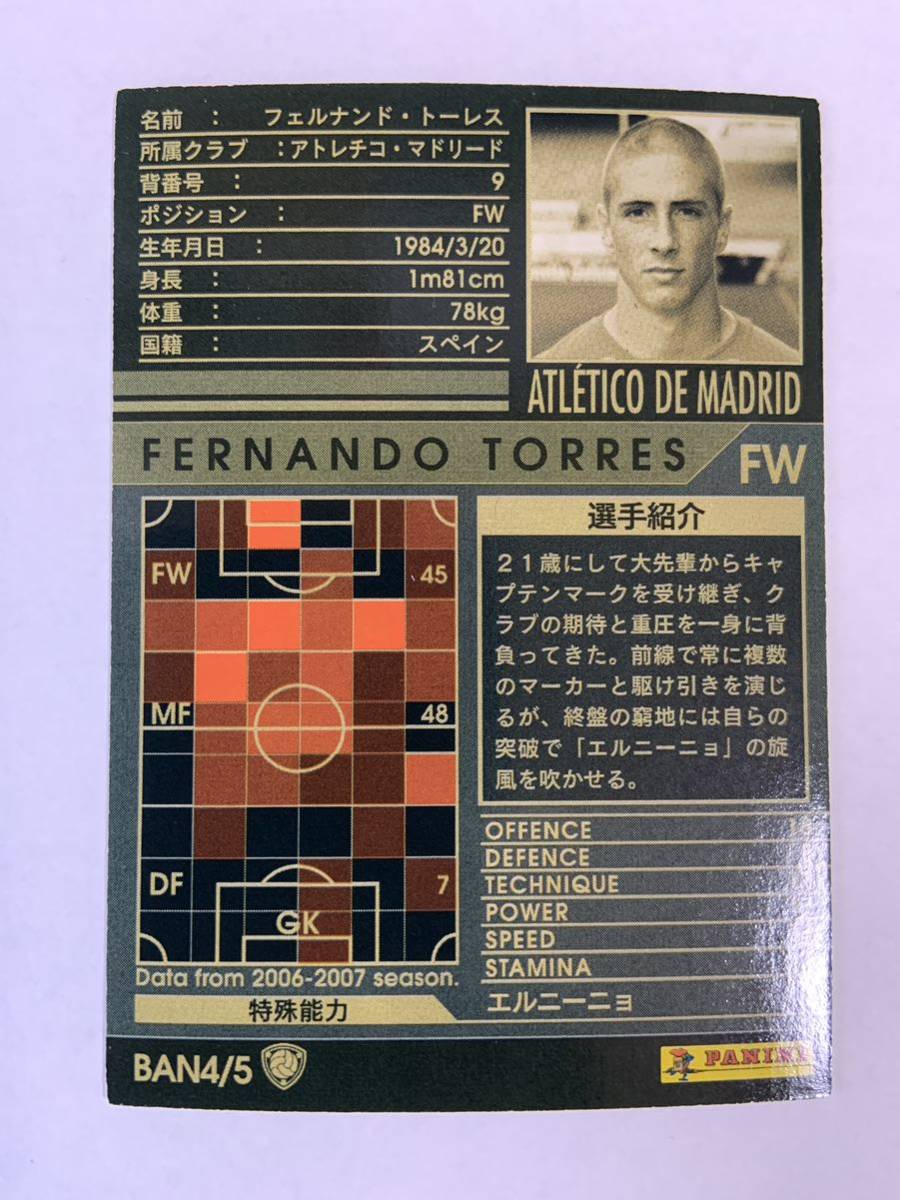 名前 : フェルナンド・トーレス
所属クラブ : アトレチコ・マドリード
背番号 : 9
ポジション : FW
生年月日 : 1984/3/20
身長 : 1m81cm
体重 : 78kg
国籍 : スペイン
ATLÉTICO DE MADRID
FERNANDO TORRES
FW
FW 45
MF 48
DF 7
GK
Data from 2006-2007 season.
選手紹介
21歳にして大先輩からキャ
プテンマークを受け継ぎ、ク
ラブの期待と重圧を一身に背
負ってきた。前線で常に複数
のマーカーと駆け引きを演じ
るが、終盤の窮地には自らの
突破で「エルニーニョ」の旋
風を吹かせる。
OFFENCE
DEFENCE
TECHNIQUE
POWER
SPEED
STAMINA
特殊能力
エルニーニョ
BAN4/5
PANINI